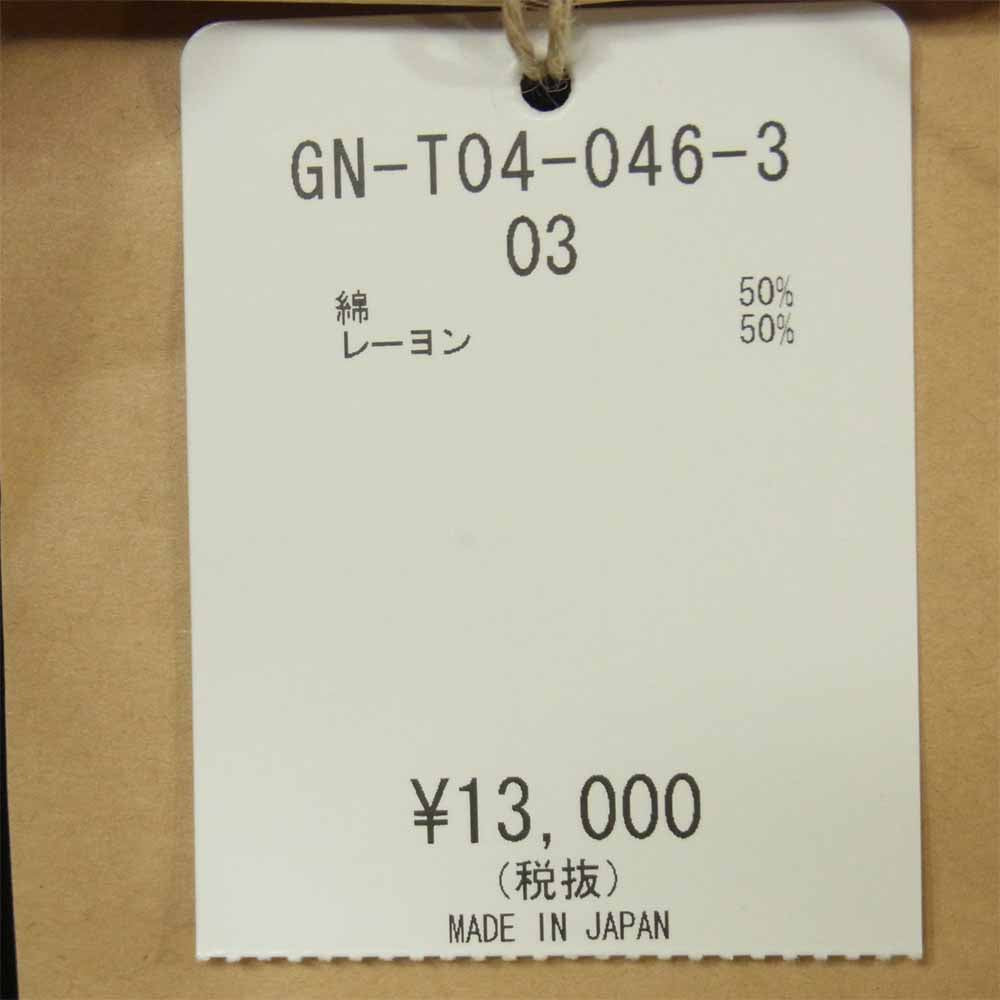 GN-T04-046-3
03
綿 50%
レーヨン 50%
¥13,000
(税抜)
MADE IN JAPAN